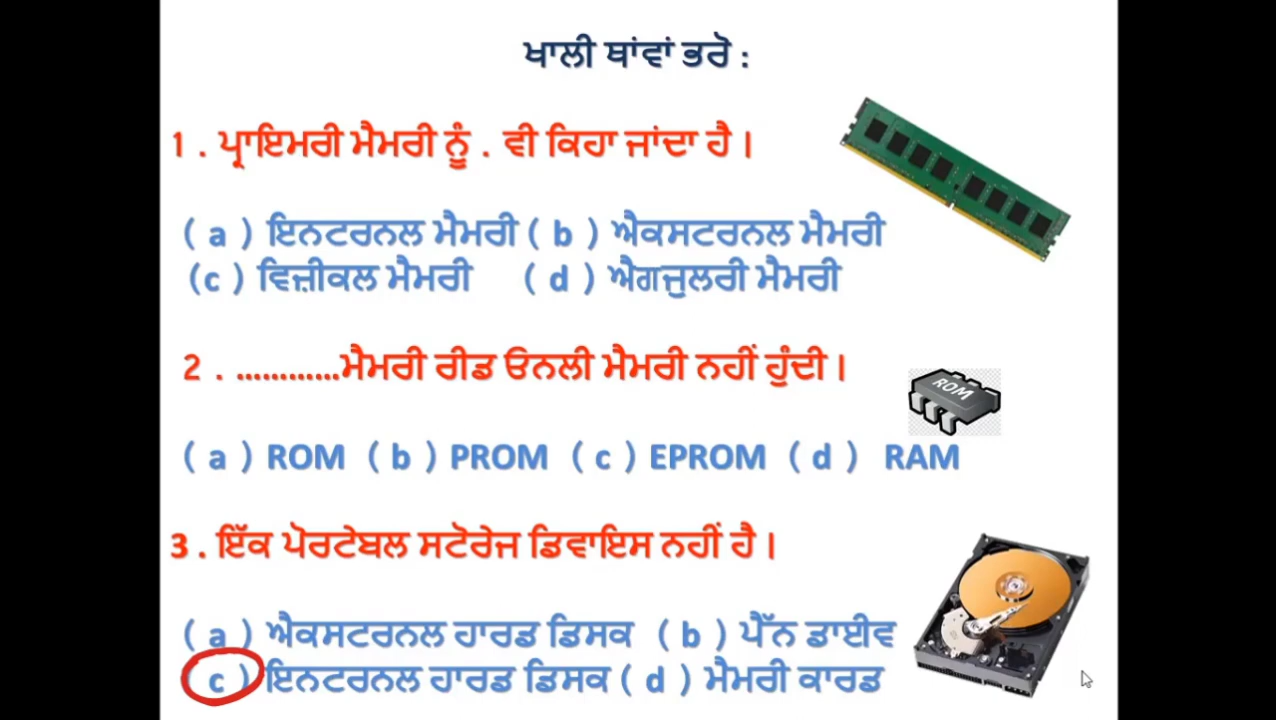 ਖਾਲੀ ਥਾਂਵਾਂ ਭਰੋ :
1 . ਪ੍ਰਾਇਮਰੀ ਮੈਮਰੀ ਨੂੰ . ਵੀ ਕਿਹਾ ਜਾਂਦਾ ਹੈ ।
( a ) ਇਨਟਰਨਲ ਮੈਮਰੀ ( b ) ਐਕਸਟਰਨਲ ਮੈਮਰੀ
(c ) ਵਿਜ਼ੀਕਲ ਮੈਮਰੀ ( d ) ਐਗਜੁਲਰੀ ਮੈਮਰੀ
2 . ............ਮੈਮਰੀ ਰੀਡ ਓਨਲੀ ਮੈਮਰੀ ਨਹੀਂ ਹੁੰਦੀ ।
ROM
( a ) ROM ( b ) PROM ( c ) EPROM ( d ) RAM
3 . ਇੱਕ ਪੋਰਟੇਬਲ ਸਟੋਰੇਜ ਡਿਵਾਇਸ ਨਹੀਂ ਹੈ ।
( a ) ਐਕਸਟਰਨਲ ਹਾਰਡ ਡਿਸਕ ( b ) ਪੈੱਨ ਡਾਈਵ
( c ) ਇਨਟਰਨਲ ਹਾਰਡ ਡਿਸਕ ( d ) ਮੈਮਰੀ ਕਾਰਡ